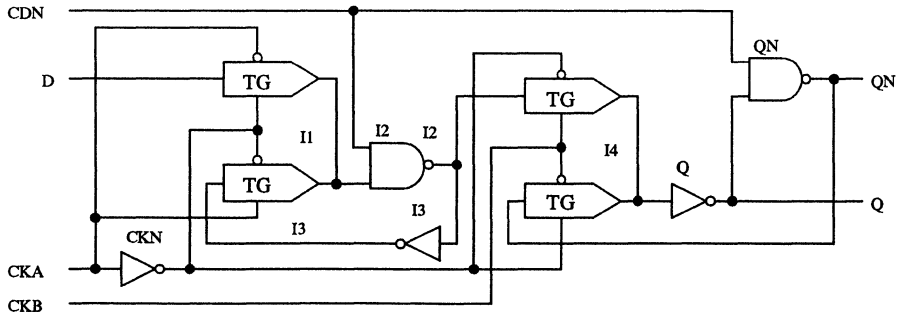 CDN
QN
D
TG
TG
QN
I1
I2
I2
I4
Q
TG
TG
Q
I3
I3
CKN
CKA
CKB